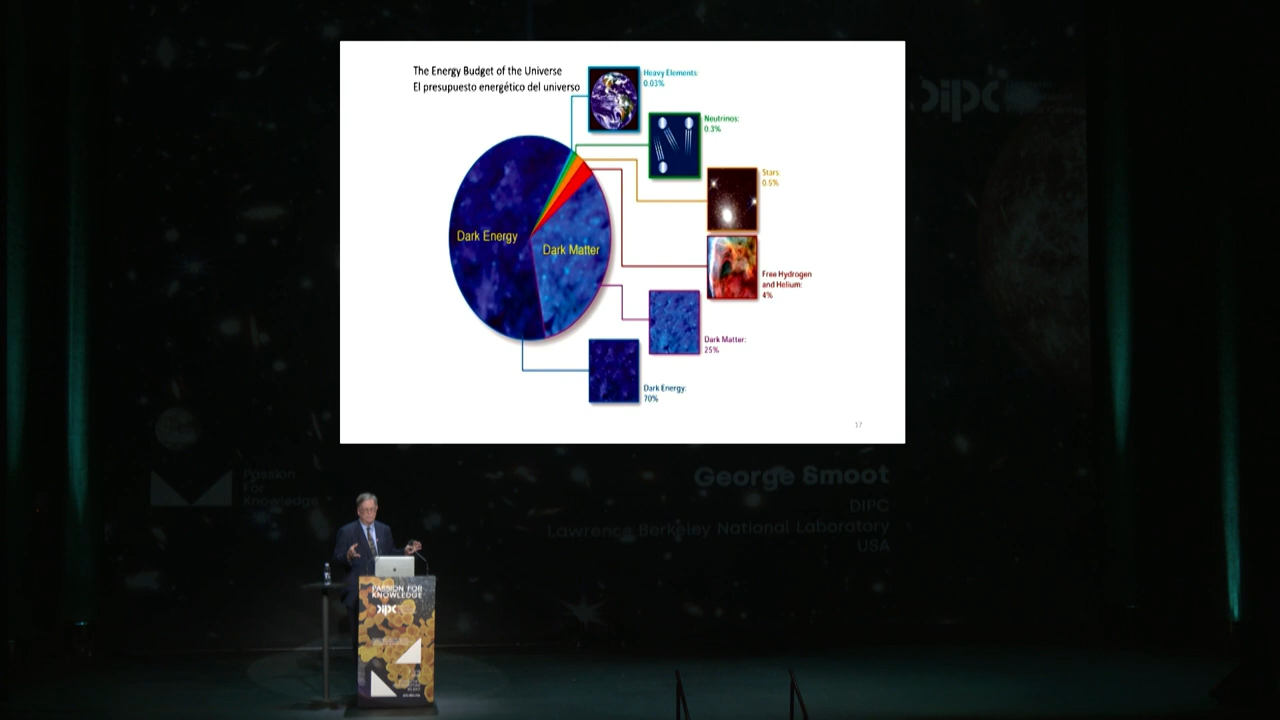 The Energy Budget of the Universe
El presupuesto energético del universo
Heavy Elements:
0.03%
Neutrinos:
0.3%
Stars:
0.5%
Free Hydrogen
and Helium:
4%
Dark Matter:
25%
Dark Energy:
70%
Dark Energy
Dark Matter
17
dipc
George Smoot
DIPC
Lawrence Berkeley National Laboratory
USA
Passion
For
Knowledge
PASSION FOR
KNOWLEDGE
dipc